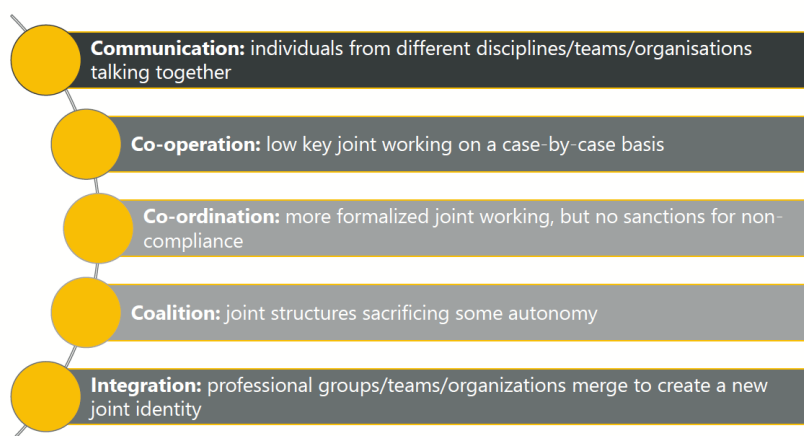 Communication: individuals from different disciplines/teams/organisations
talking together
Co-operation: low key joint working on a case-by-case basis
Co-ordination: more formalized joint working, but no sanctions for non-
compliance
Coalition: joint structures sacrificing some autonomy
Integration: professional groups/teams/organizations merge to create a new
joint identity